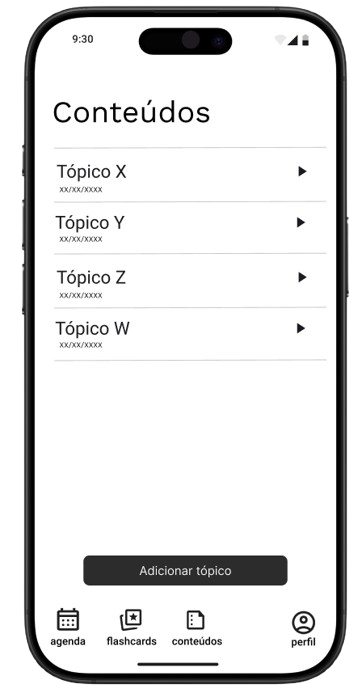 9:30
Conteúdos
Tópico X
xx/xx/xxxx
Tópico Y
xx/xx/xxxx
Tópico Z
xx/xx/xxxx
Tópico W
xx/xx/xxxx
Adicionar tópico
agenda flashcards conteúdos perfil